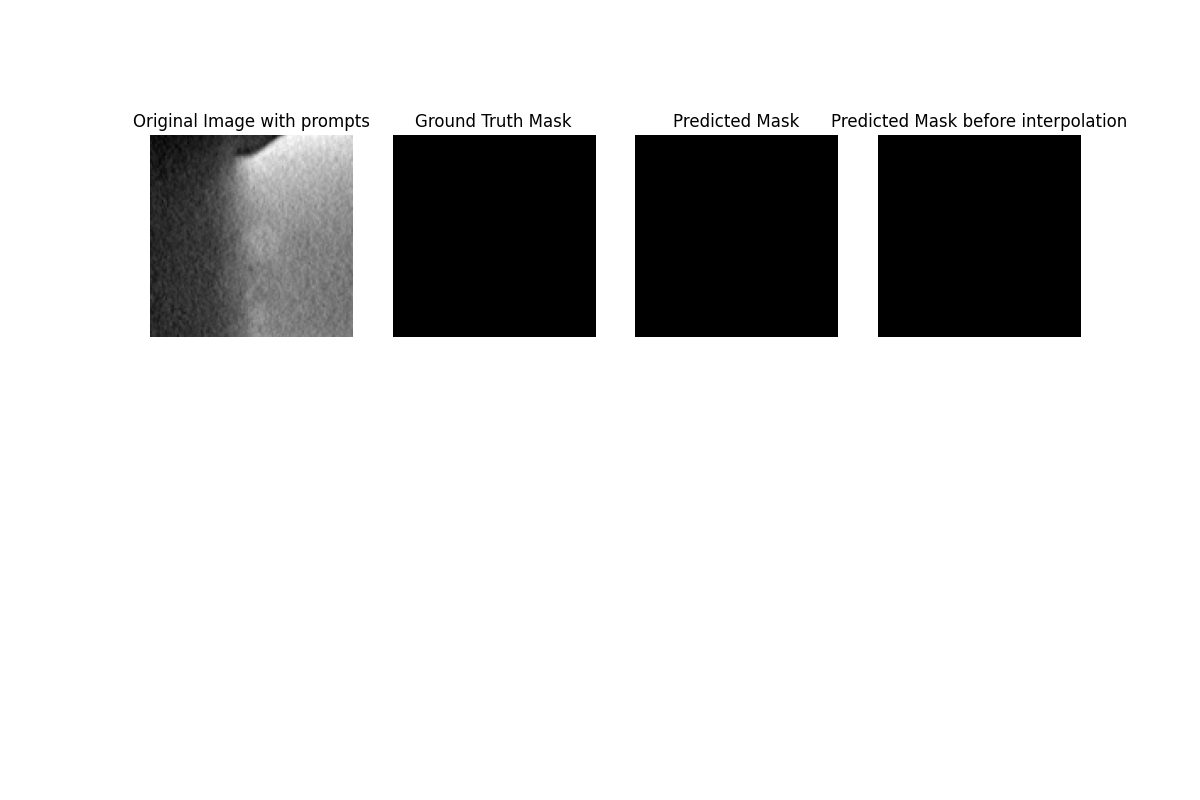 Original Image with prompts
Ground Truth Mask
Predicted Mask
Predicted Mask before interpolation